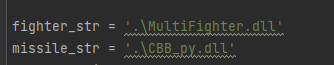 fighter_str = '.\MultiFighter.dll'
missile_str = '.\CBB_py.dll'